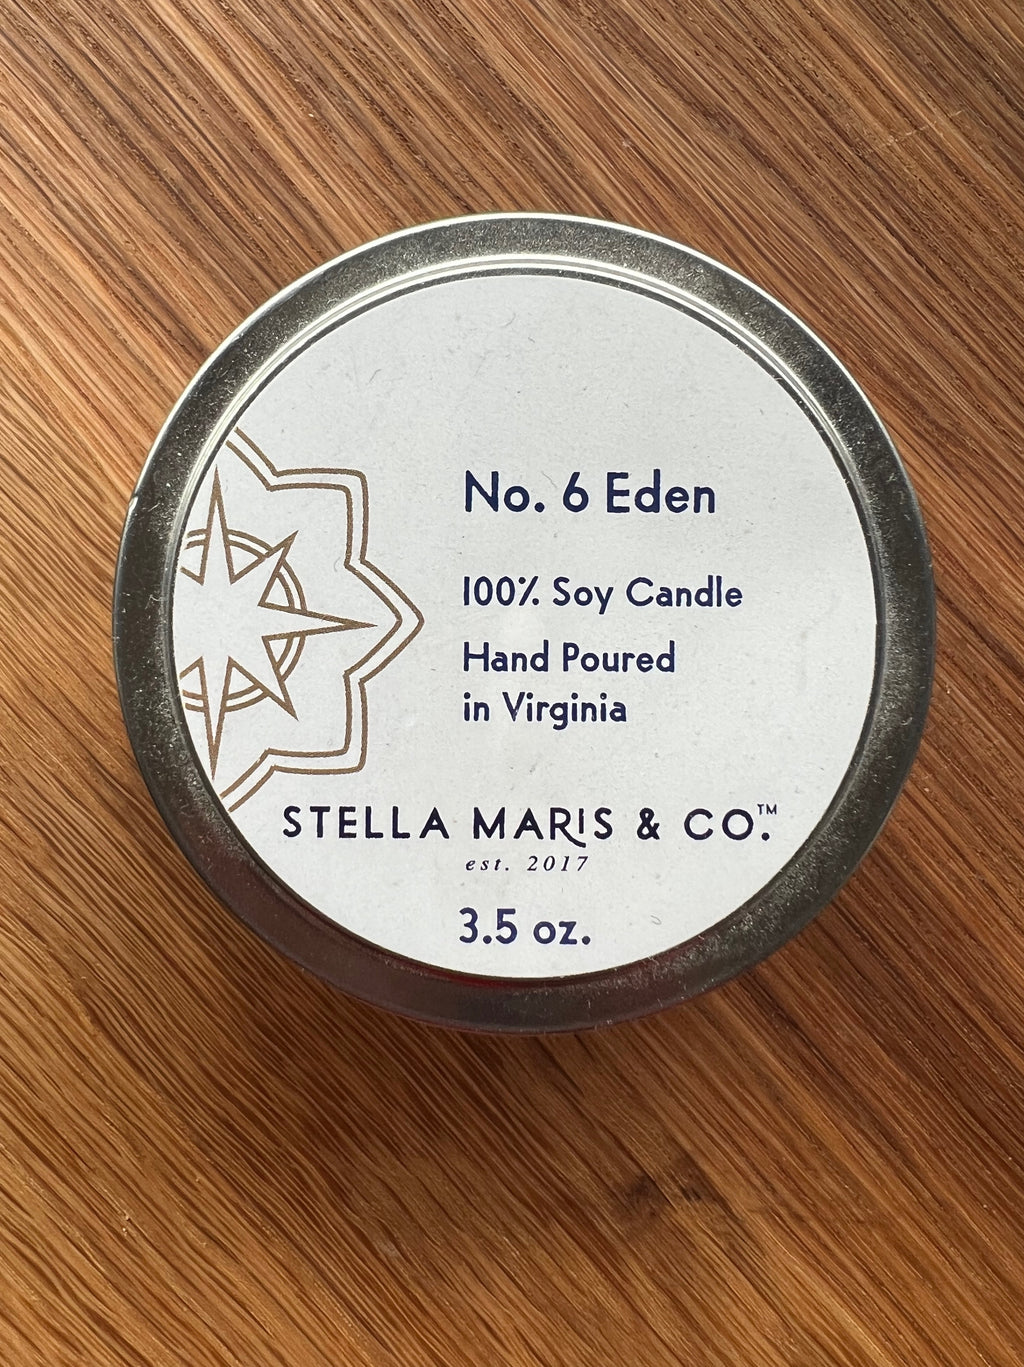 No. 6 Eden
100% Soy Candle
Hand Poured
in Virginia
STELLA MARIS & CO.™
est. 2017
3.5 oz.